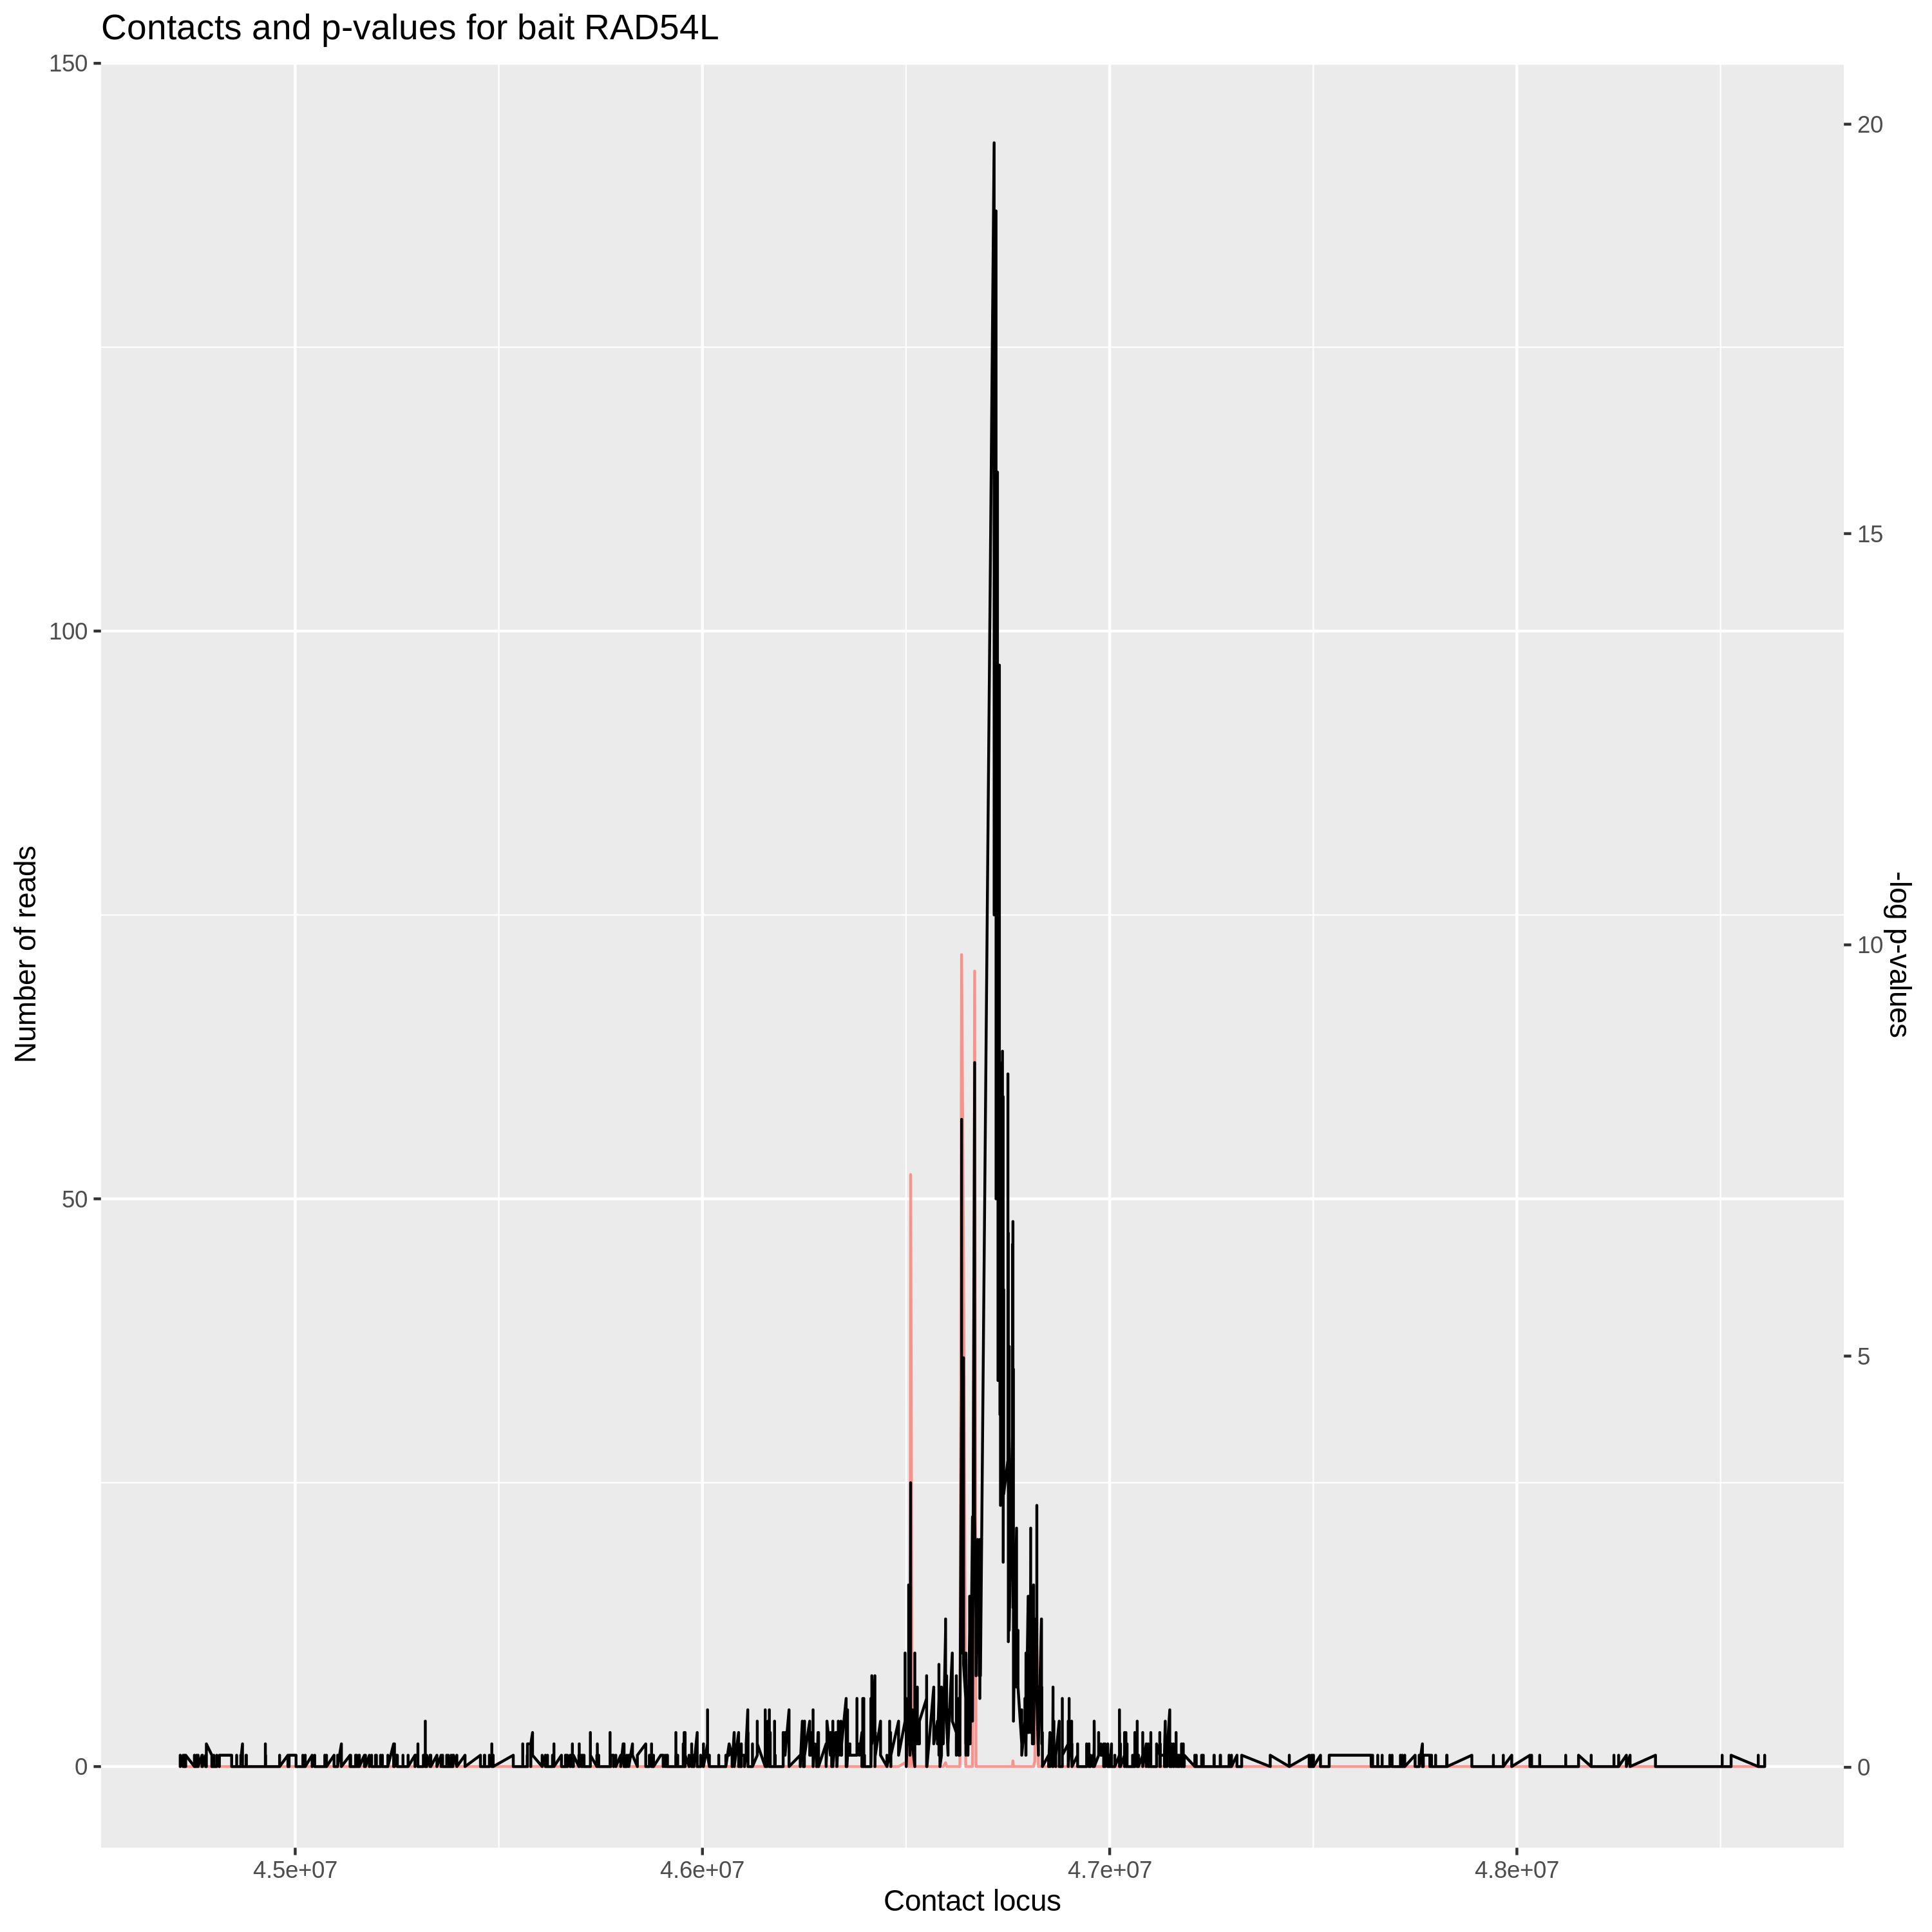 Contacts and p-values for bait RAD54L
150
100
50
0
Number of reads
20
15
10
5
0
-log p-values
4.5e+07
4.6e+07
4.7e+07
4.8e+07
Contact locus